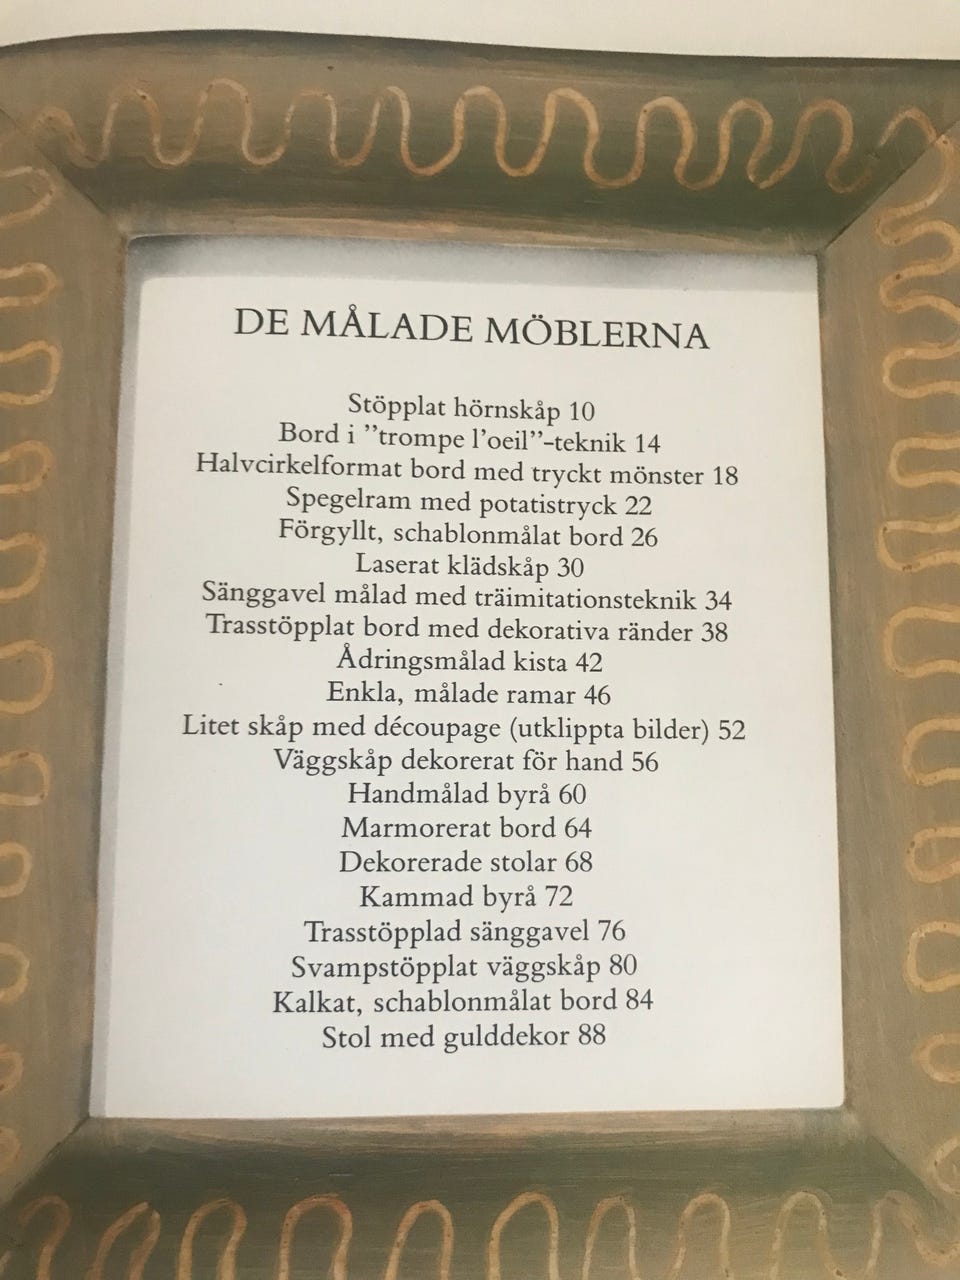 DE MÅLADE MÖBLERNA
Stöpplat hörnskåp 10
Bord i ”trompe l’oeil”-teknik 14
Halvcirkelformat bord med tryckt mönster 18
Spegelram med potatistryck 22
Förgyllt, schablonmålat bord 26
Laserat klädskåp 30
Sänggavel målad med träimitationsteknik 34
Trasstöpplat bord med dekorativa ränder 38
Ådringsmålad kista 42
Enkla, målade ramar 46
Litet skåp med découpage (utklippta bilder) 52
Väggskåp dekorerat för hand 56
Handmålad byrå 60
Marmorerat bord 64
Dekorerade stolar 68
Kammad byrå 72
Trasstöpplad sänggavel 76
Svampstöpplat väggskåp 80
Kalkat, schablonmålat bord 84
Stol med gulddekor 88